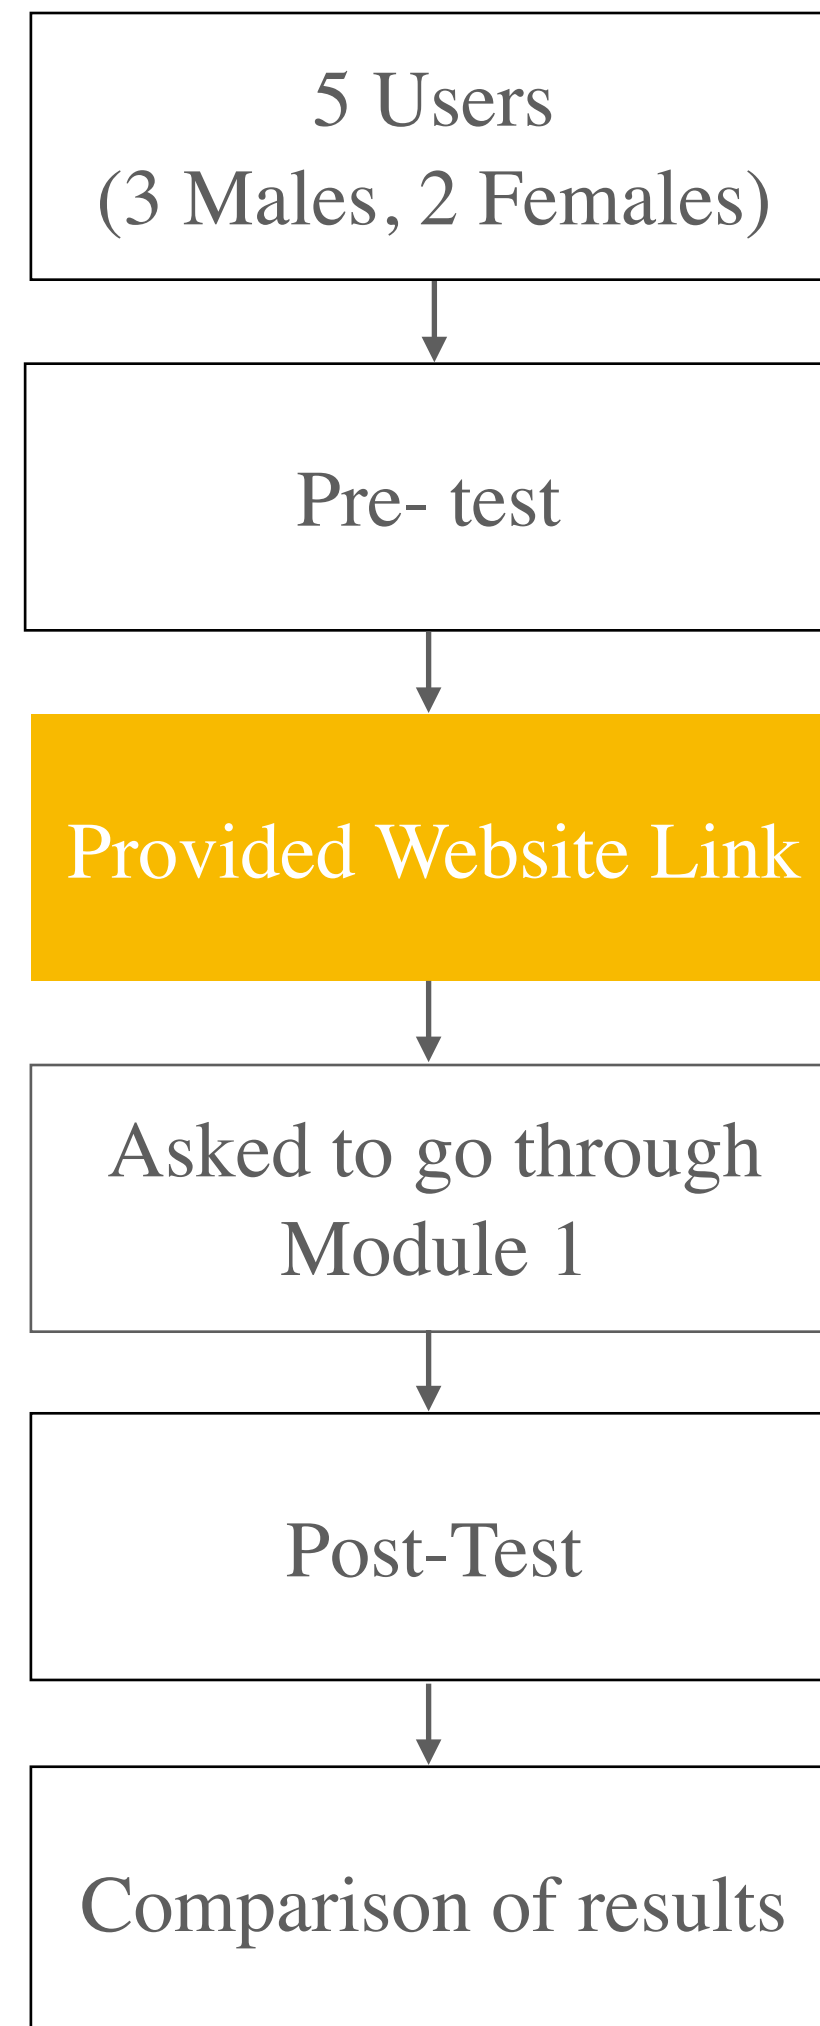 5 Users
(3 Males, 2 Females)
Pre- test
Provided Website Link
Asked to go through
Module 1
Post-Test
Comparison of results